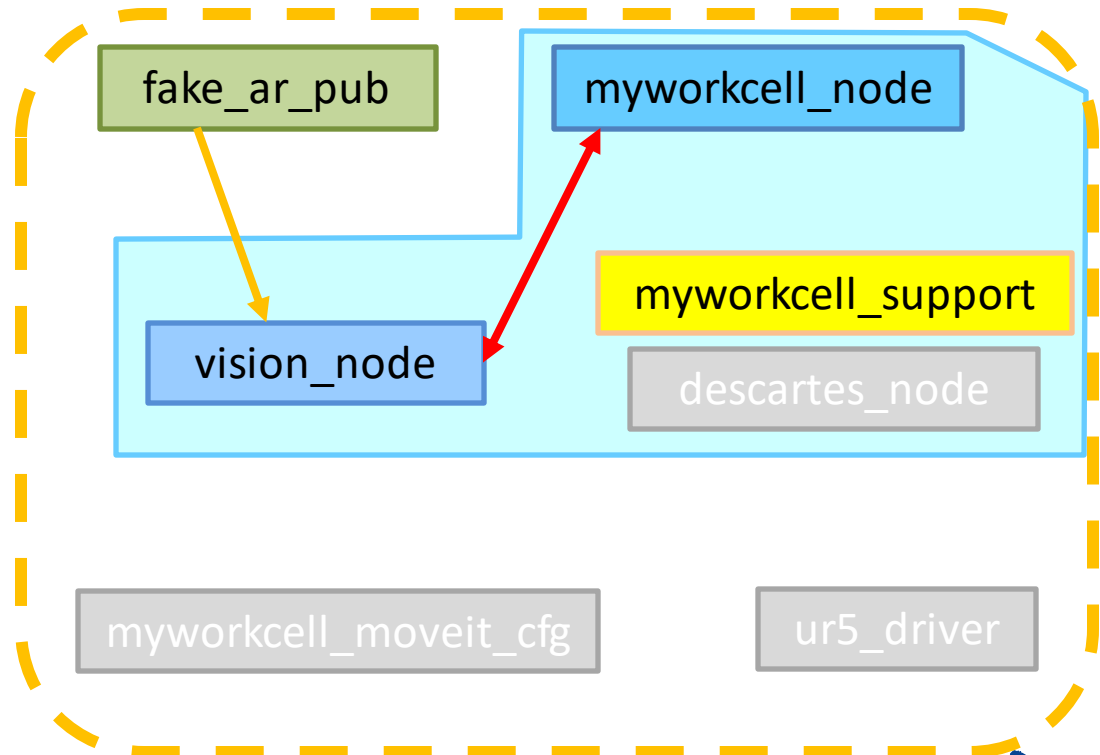 fake_ar_pub
myworkcell_node
myworkcell_support
vision_node
descartes_node
myworkcell_moveit_cfg
ur5_driver